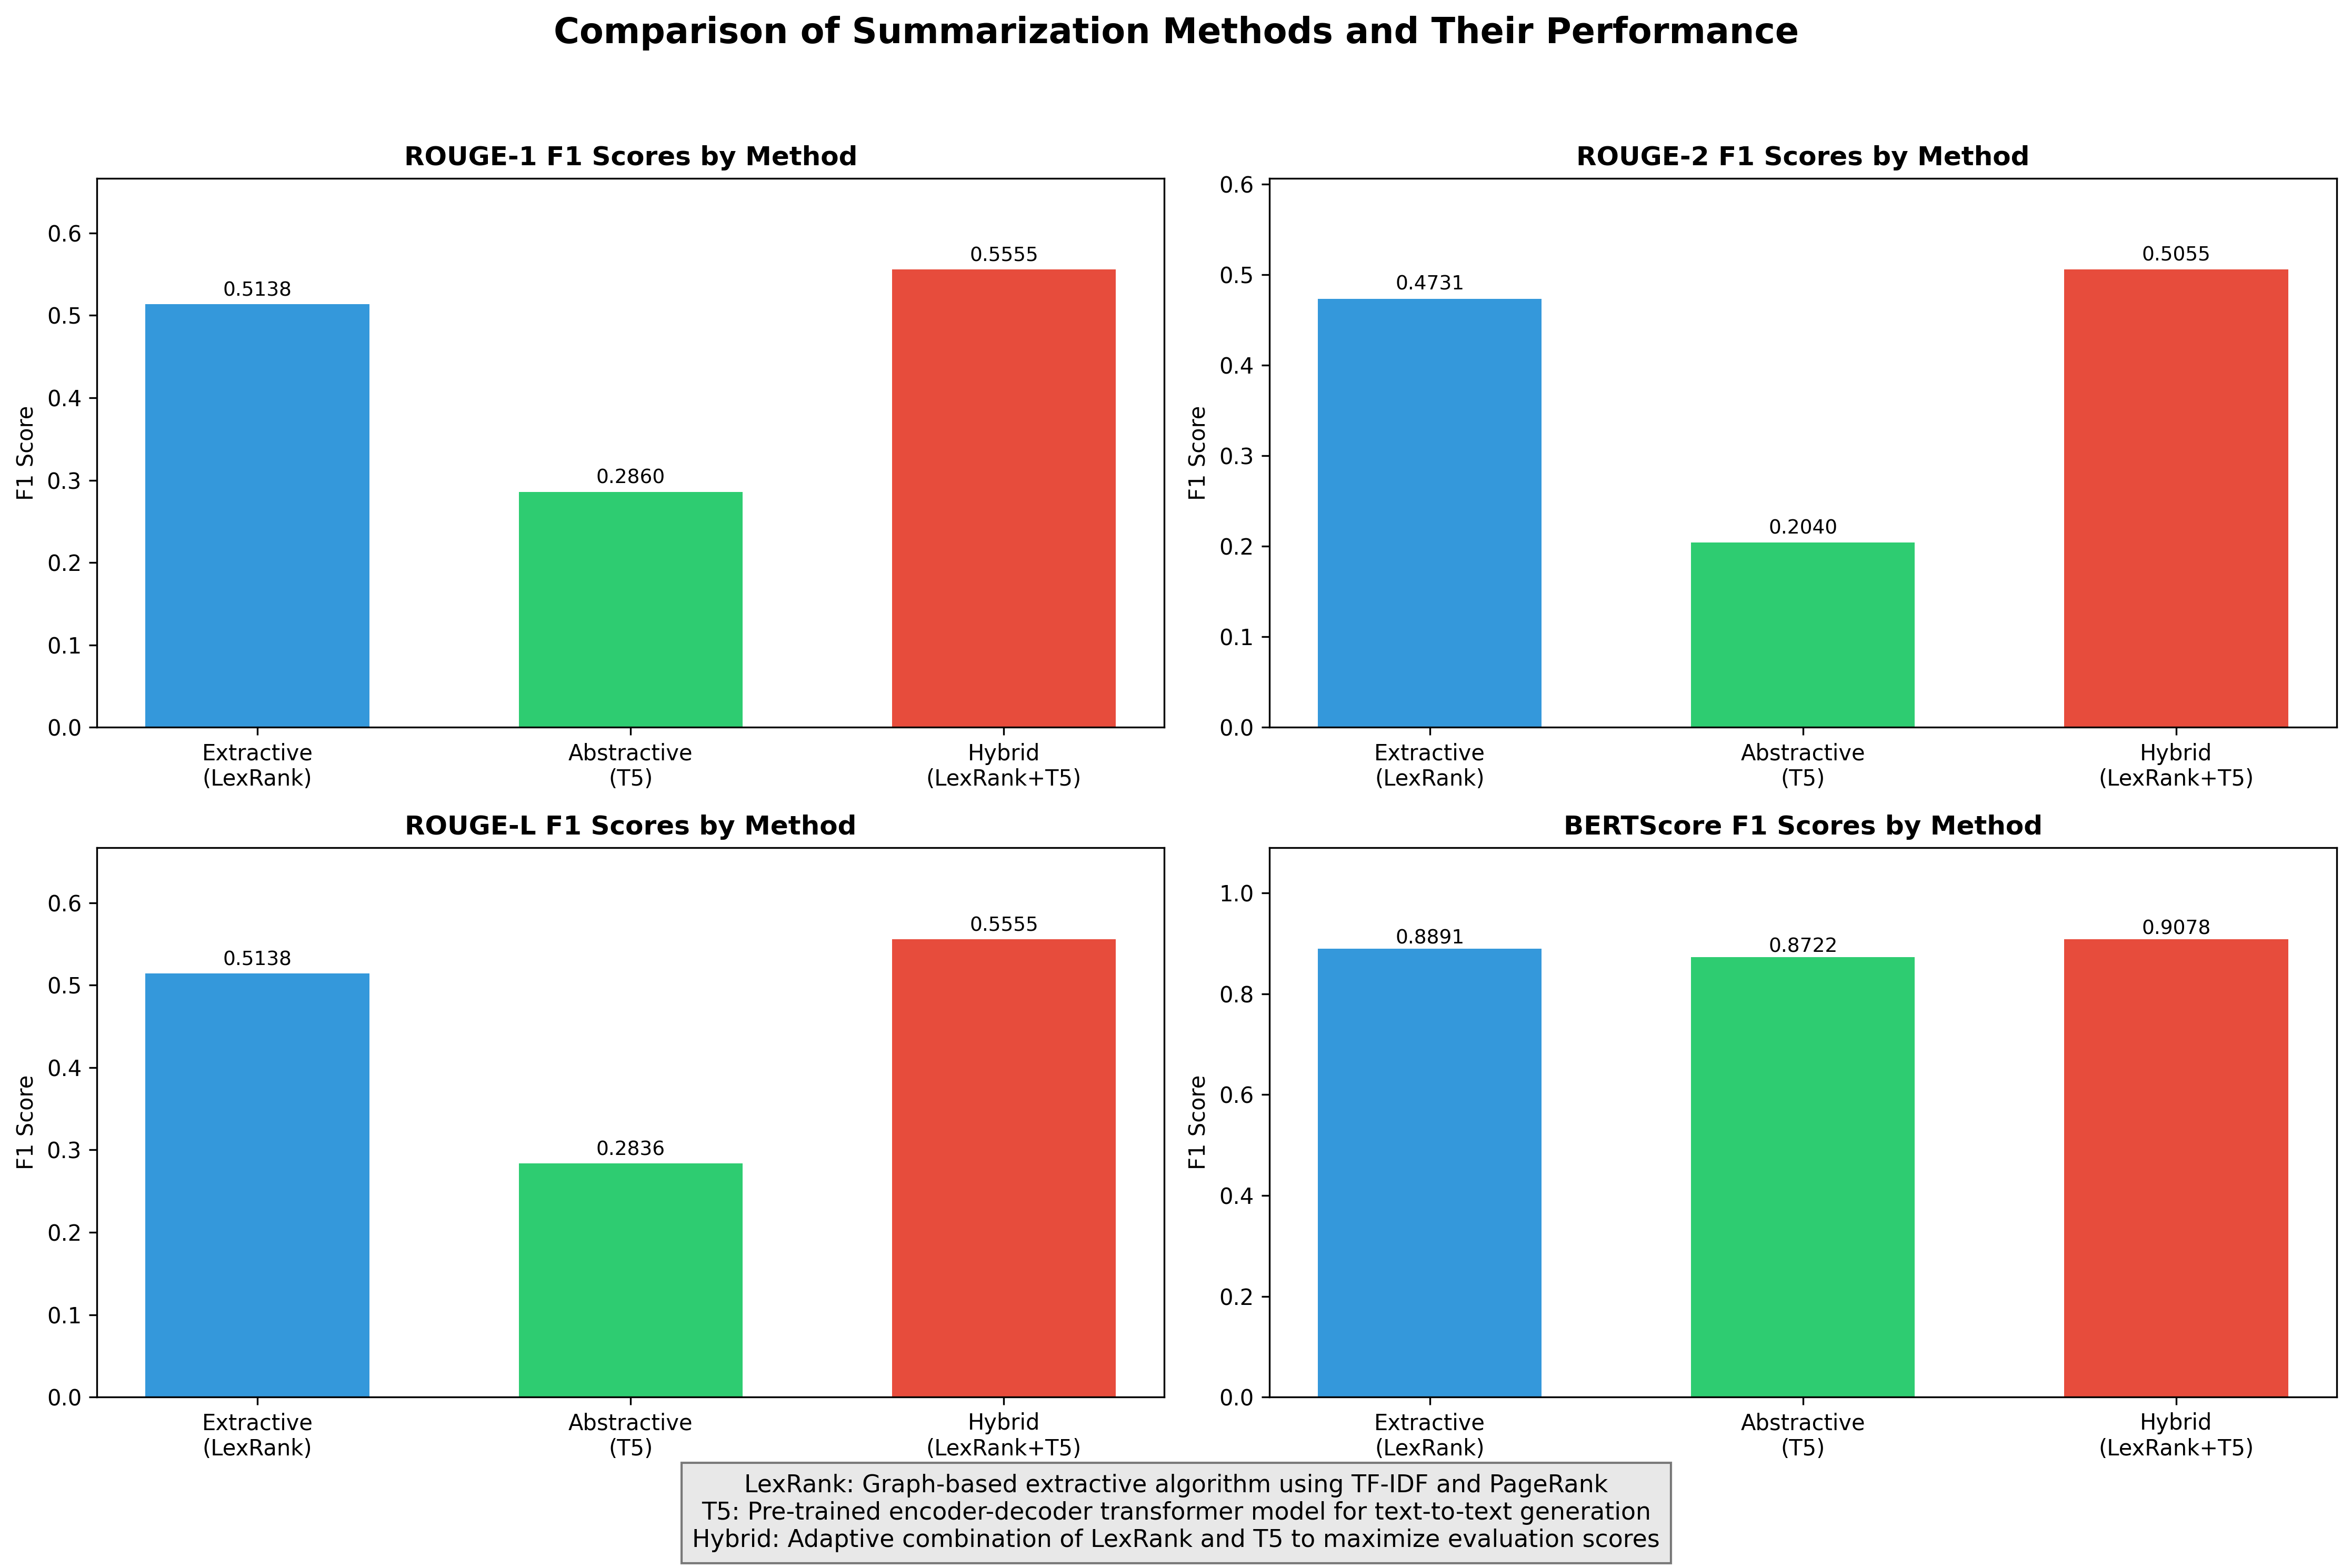 Comparison of Summarization Methods and Their Performance
ROUGE-1 F1 Scores by Method
F1 Score
0.6
0.5
0.4
0.3
0.2
0.1
0.0
0.5138
0.2860
0.5555
Extractive
(LexRank)
Abstractive
(T5)
Hybrid
(LexRank+T5)
ROUGE-2 F1 Scores by Method
F1 Score
0.6
0.5
0.4
0.3
0.2
0.1
0.0
0.4731
0.2040
0.5055
Extractive
(LexRank)
Abstractive
(T5)
Hybrid
(LexRank+T5)
ROUGE-L F1 Scores by Method
F1 Score
0.6
0.5
0.4
0.3
0.2
0.1
0.0
0.5138
0.2836
0.5555
Extractive
(LexRank)
Abstractive
(T5)
Hybrid
(LexRank+T5)
BERTScore F1 Scores by Method
F1 Score
1.0
0.8
0.6
0.4
0.2
0.0
0.8891
0.8722
0.9078
Extractive
(LexRank)
Abstractive
(T5)
Hybrid
(LexRank+T5)
LexRank: Graph-based extractive algorithm using TF-IDF and PageRank
T5: Pre-trained encoder-decoder transformer model for text-to-text generation
Hybrid: Adaptive combination of LexRank and T5 to maximize evaluation scores